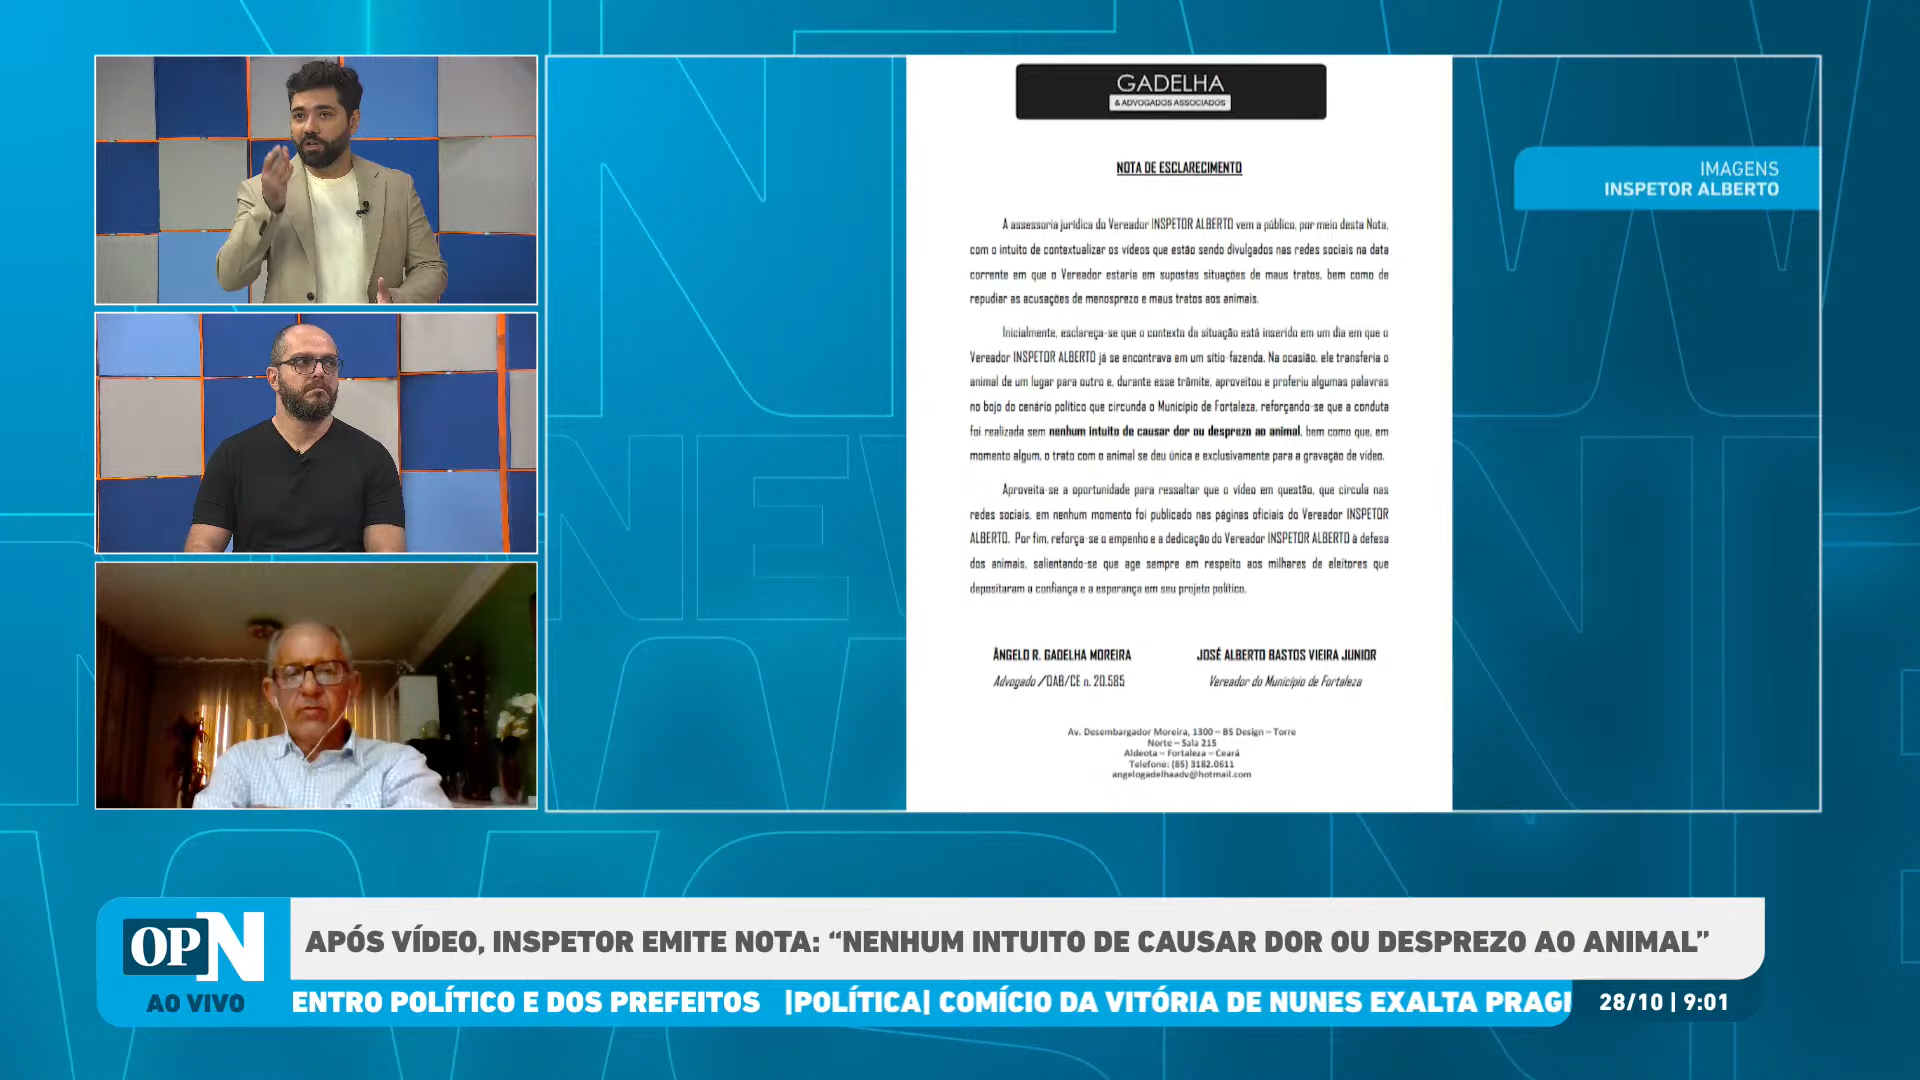 GADELHA
& ADVOGADOS ASSOCIADOS
NOTA DE ESCLARECIMENTO
A assessoria jurídica do Vereador INSPETOR ALBERTO vem a público, por meio desta Nota,
com o intuito de contextualizar os vídeos que estão sendo divulgados nas redes sociais na data
corrente em que o Vereador estaria em supostas situações de maus tratos, bem como de
repudiar as acusações de menosprezo e maus tratos aos animais.
Inicialmente, esclareça-se que o contexto da situação está inserido em um dia em que o
Vereador INSPETOR ALBERTO já se encontrava em um sítio-fazenda. Na ocasião, ele transferia o
animal de um lugar para outro e, durante esse trâmite, aproveitou e proferiu algumas palavras
no bojo do cenário político que circunda o Município de Fortaleza, reforçando-se que a conduta
foi realizada sem nenhum intuito de causar dor ou desprezo ao animal, bem como que, em
momento algum, o trato com o animal se deu única e exclusivamente para a gravação de vídeo.
Aproveita-se a oportunidade para ressaltar que o vídeo em questão, que circula nas
redes sociais, em nenhum momento foi publicado nas páginas oficiais do Vereador INSPETOR
ALBERTO. Por fim, reforça-se o empenho e a dedicação do Vereador INSPETOR ALBERTO à defesa
dos animais, salientando-se que age sempre em respeito aos milhares de eleitores que
depositaram a confiança e a esperança em seu projeto político.
ÂNGELO R. GADELHA MOREIRA
Advogado /OAB/CE n. 20.585
JOSÉ ALBERTO BASTOS VIEIRA JUNIOR
Vereador do Município de Fortaleza
Av. Desembargador Moreira, 1300 – BS Design – Torre
Norte – Sala 215
Aldeota – Fortaleza – Ceará
Telefone: (85) 3182.0611
angelogadelhaadv@hotmail.com
IMAGENS
INSPETOR ALBERTO
OPN
AO VIVO
APÓS VÍDEO, INSPETOR EMITE NOTA: “NENHUM INTUITO DE CAUSAR DOR OU DESPREZO AO ANIMAL”
ENTRO POLÍTICO E DOS PREFEITOS |POLÍTICA| COMÍCIO DA VITÓRIA DE NUNES EXALTA PRAG
28/10 | 9:01